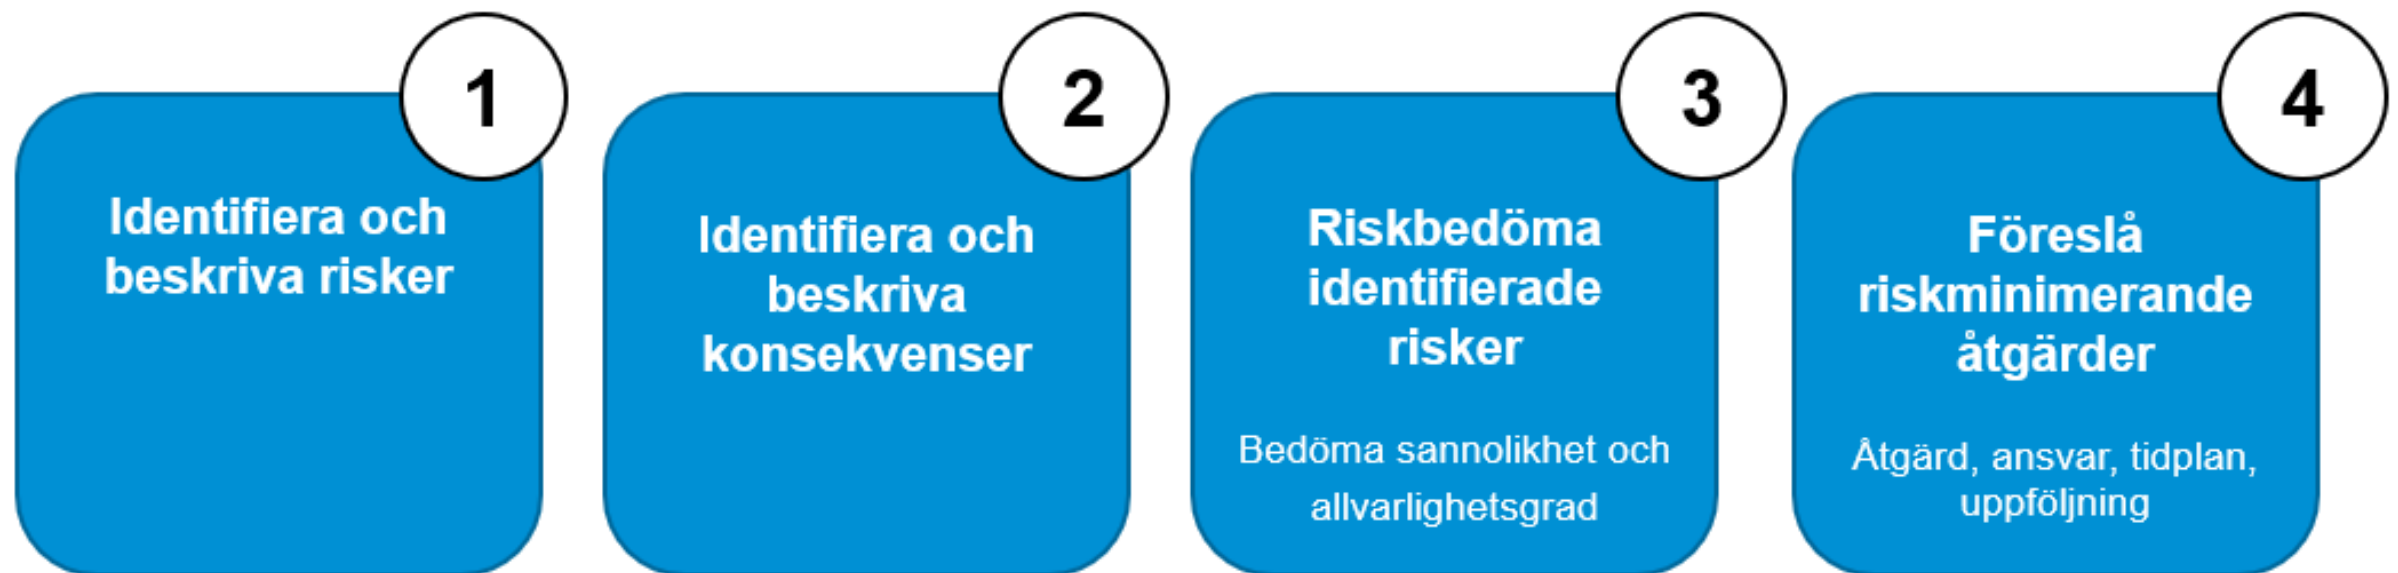 1
Identifiera och
beskriva risker
2
Identifiera och
beskriva
konsekvenser
3
Riskbedöma
identifierade
risker
Bedöma sannolikhet och
allvarlighetsgrad
4
Föreslå
riskminimerande
åtgärder
Åtgärd, ansvar, tidplan,
uppföljning